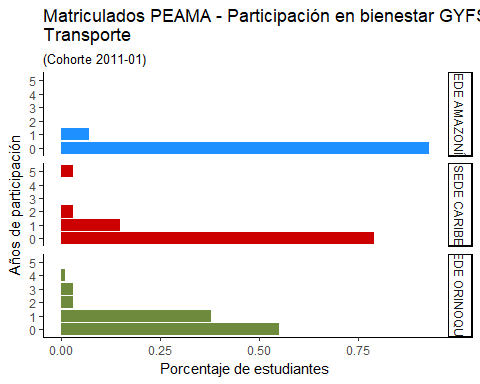 Matriculados PEAMA - Participación en bienestar GYFS
Transporte
(Cohorte 2011-01)
Años de participación
5
4
3
2
1
0
EDE AMAZONÍ
5
4
3
2
1
0
SEDE CARIBE
5
4
3
2
1
0
EDE ORINOQU
0.00
0.25
0.50
0.75
Porcentaje de estudiantes